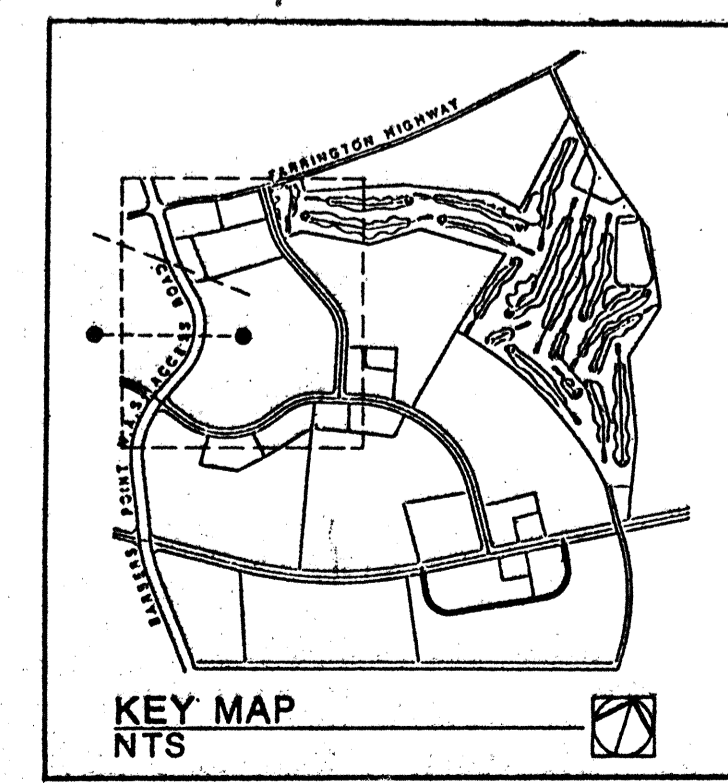 FARRINGTON HIGHWAY
BARBERS POINT N.A.S. ACCESS ROAD
KEY MAP
NTS